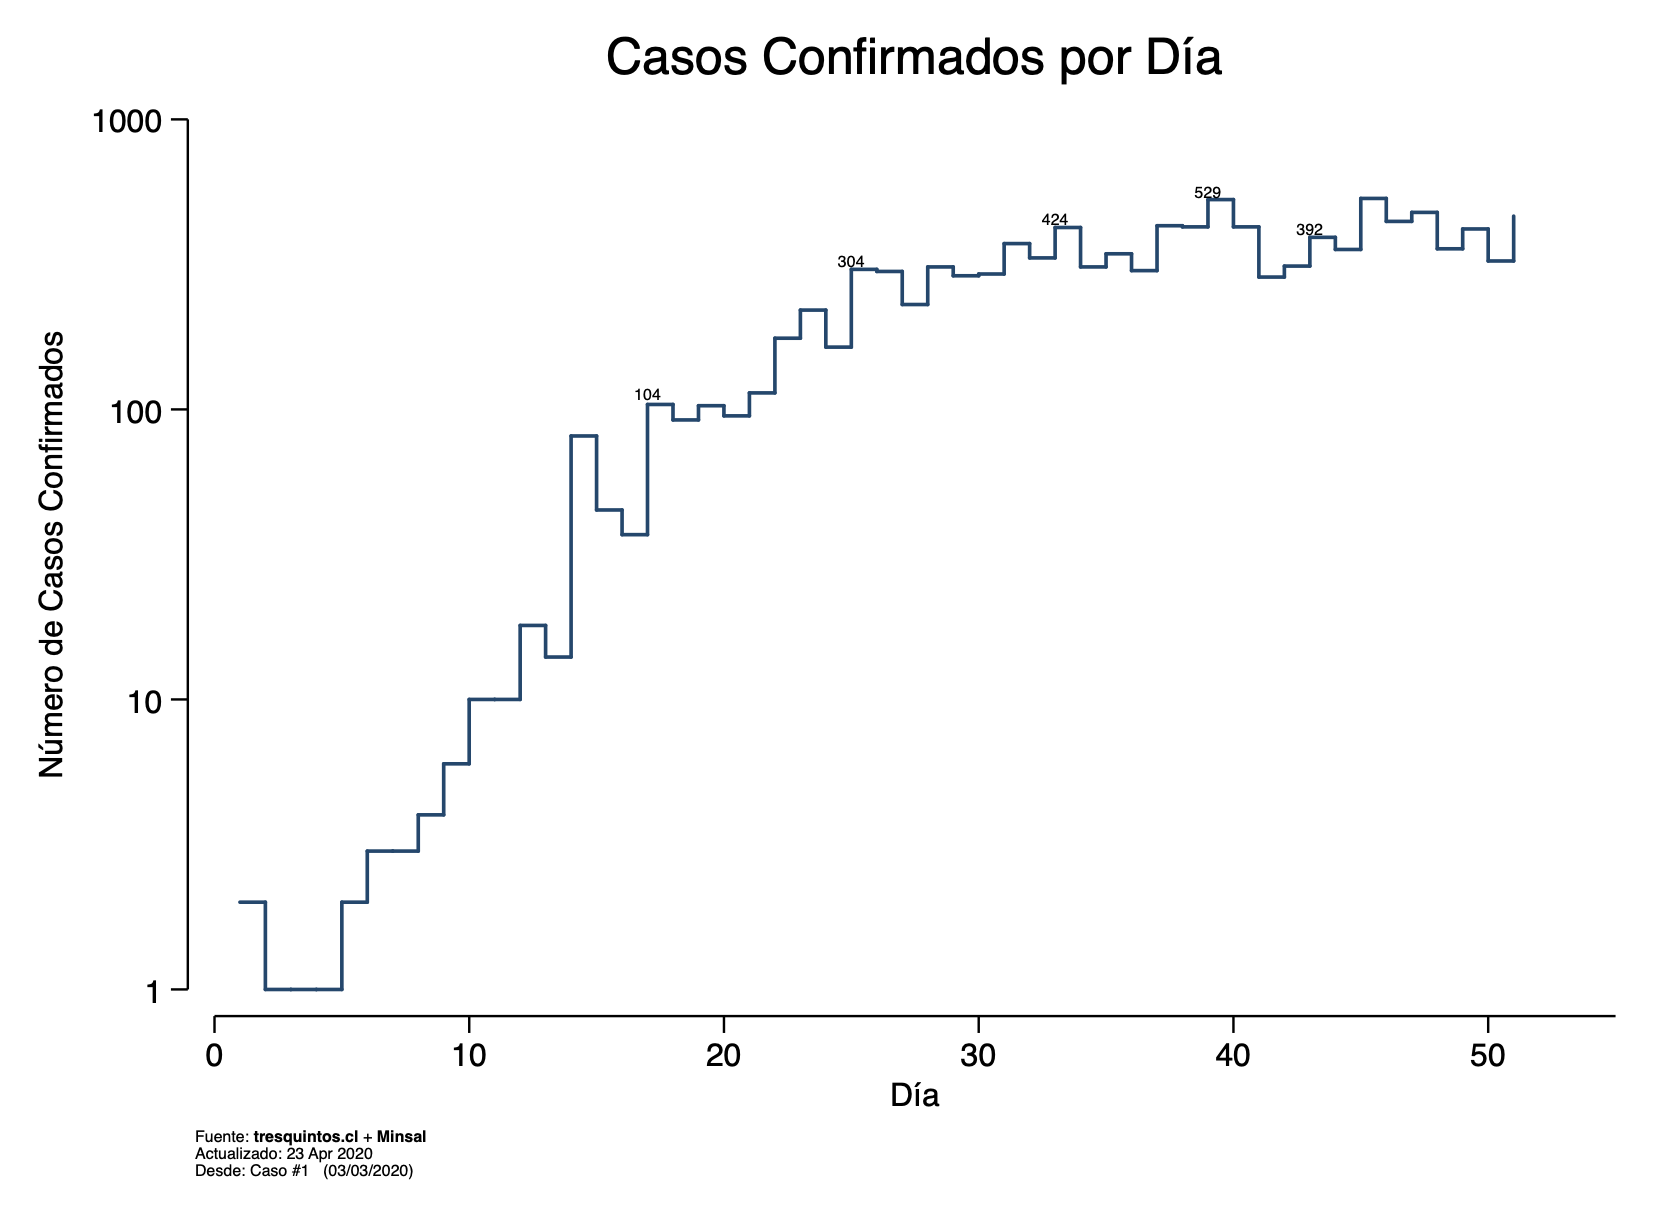 Casos Confirmados por Día
Número de Casos Confirmados
1000
100
10
1
104
304
424
529
392
0 10 20 30 40 50
Día
Fuente: tresquintos.cl + Minsal
Actualizado: 23 Apr 2020
Desde: Caso #1 (03/03/2020)